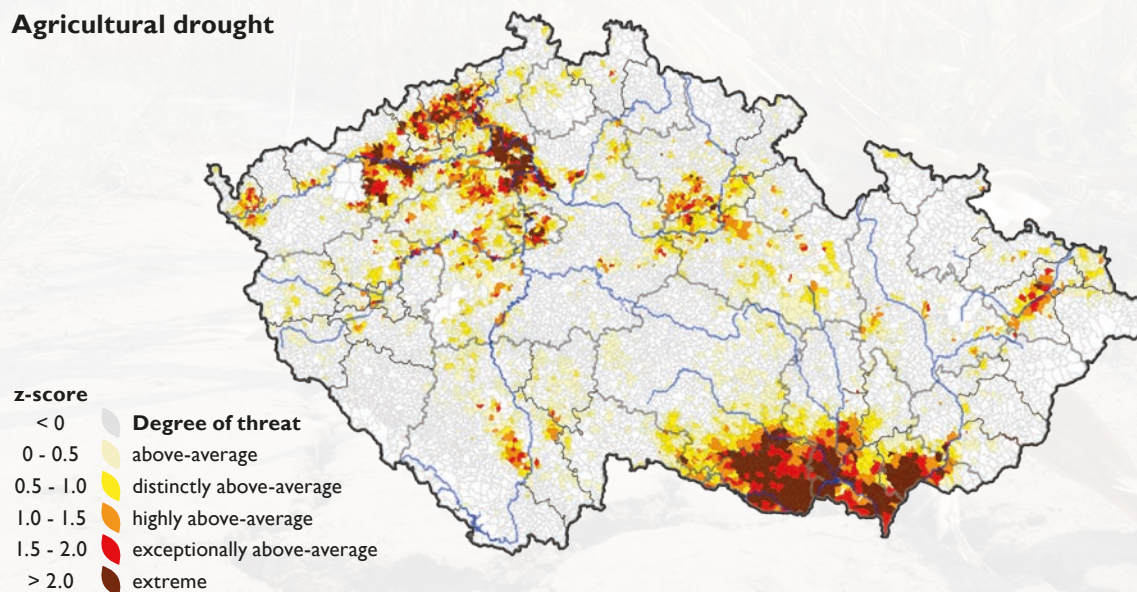 Agricultural drought
z-score
< 0 Degree of threat
0 - 0.5 above-average
0.5 - 1.0 distinctly above-average
1.0 - 1.5 highly above-average
1.5 - 2.0 exceptionally above-average
> 2.0 extreme